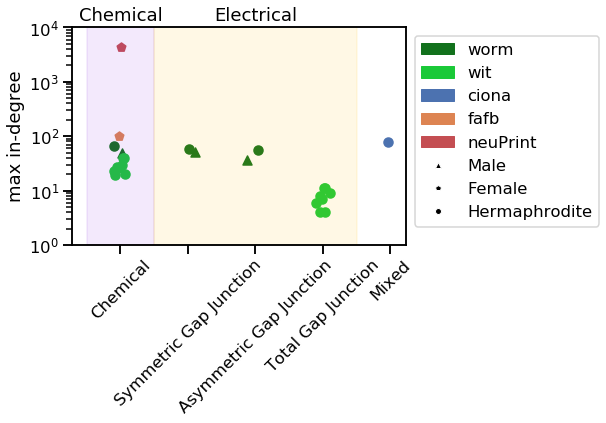 Chemical
Electrical
max in-degree
10^4
10^3
10^2
10^1
10^0
Chemical
Symmetric Gap Junction
Asymmetric Gap Junction
Total Gap Junction
Mixed
worm
wit
ciona
fafb
neuPrint
Male
Female
Hermaphrodite